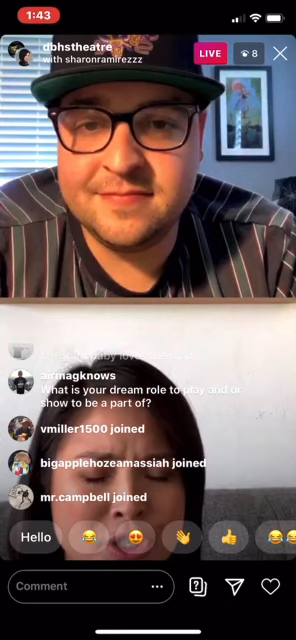 1:43
dbhstheatre
with sharonramirezzz
LIVE
8
airmagknows
What is your dream role to play and or
show to be a part of?
vmiller1500 joined
bigapplehozeamassiah joined
mr.campbell joined
Hello
Comment